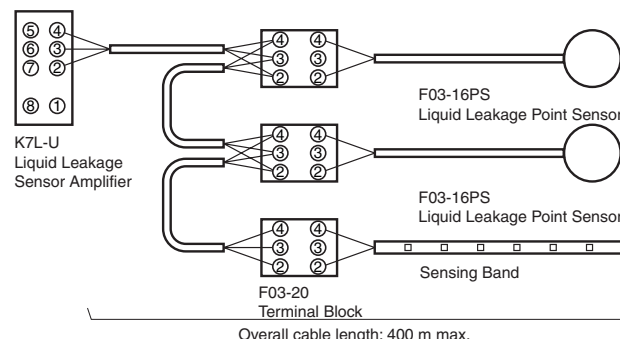 ⑤ ④
⑥ ③
⑦ ②
⑧ ①
K7L-U
Liquid Leakage
Sensor Amplifier
④ ④
③ ③
② ②
F03-16PS
Liquid Leakage Point Sensor
④ ④
③ ③
② ②
F03-16PS
Liquid Leakage Point Sensor
④ ④
③ ③
② ②
Sensing Band
F03-20
Terminal Block
Overall cable length: 400 m max.